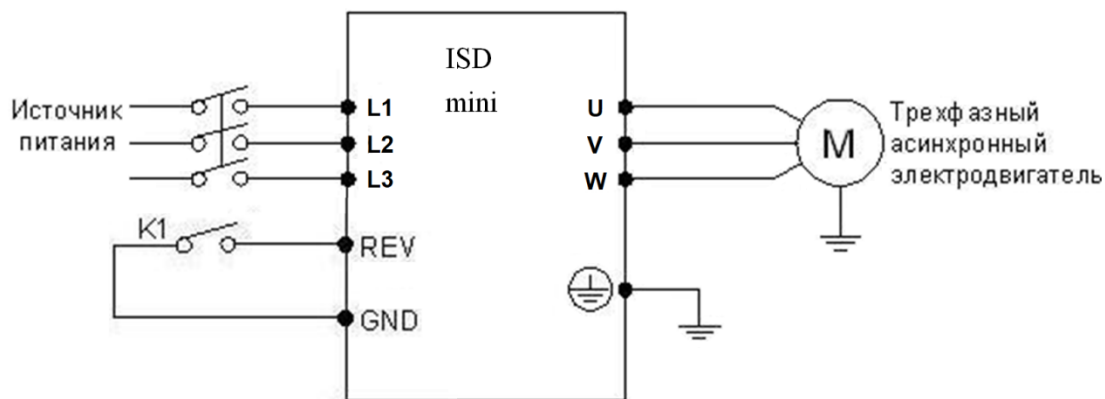 ISD
mini
Источник
питания
L1
L2
L3
U
V
W
M
Трехфазный
асинхронный
электродвигатель
K1
REV
GND